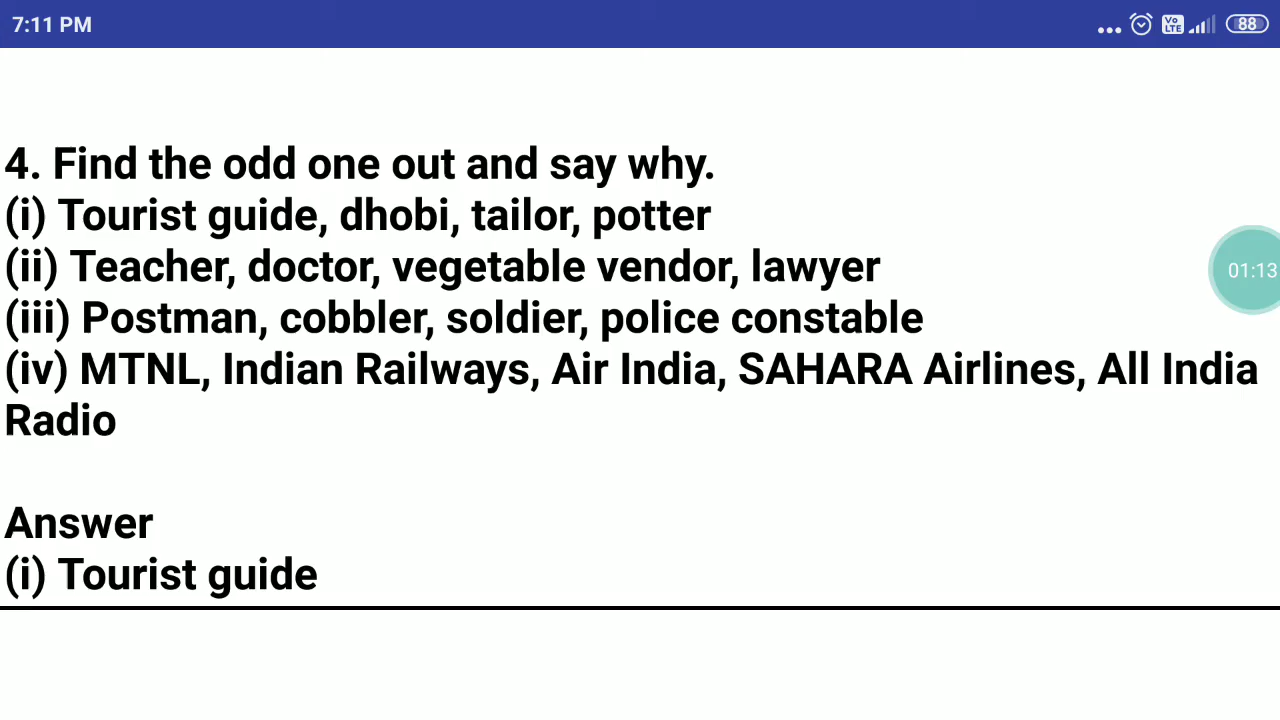 7:11 PM
Vo
LTE
88
4. Find the odd one out and say why.
(i) Tourist guide, dhobi, tailor, potter
(ii) Teacher, doctor, vegetable vendor, lawyer
01:13
(iii) Postman, cobbler, soldier, police constable
(iv) MTNL, Indian Railways, Air India, SAHARA Airlines, All India
Radio
Answer
(i) Tourist guide